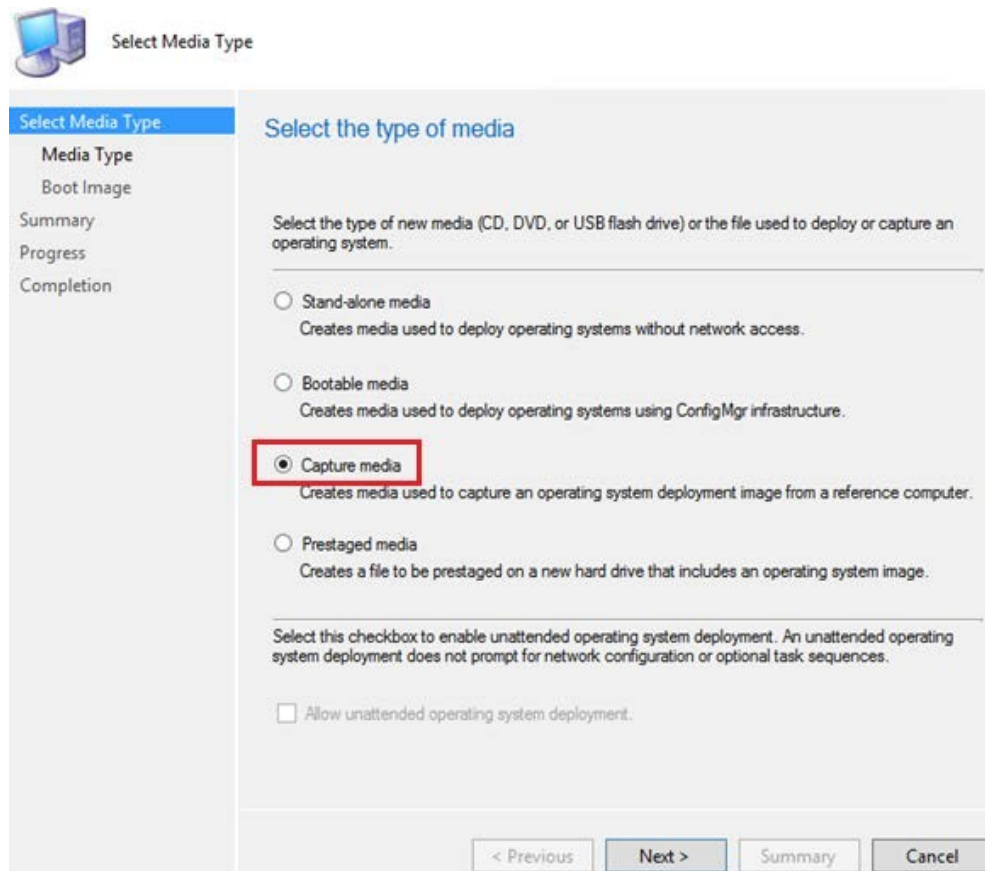 Select Media Type
Select Media Type
Media Type
Boot Image
Summary
Progress
Completion
Select the type of media
Select the type of new media (CD, DVD, or USB flash drive) or the file used to deploy or capture an
operating system.
Stand-alone media
Creates media used to deploy operating systems without network access.
Bootable media
Creates media used to deploy operating systems using ConfigMgr infrastructure.
Capture media
Creates media used to capture an operating system deployment image from a reference computer.
Prestaged media
Creates a file to be prestaged on a new hard drive that includes an operating system image.
Select this checkbox to enable unattended operating system deployment. An unattended operating
system deployment does not prompt for network configuration or optional task sequences.
Allow unattended operating system deployment.
< Previous
Next >
Summary
Cancel